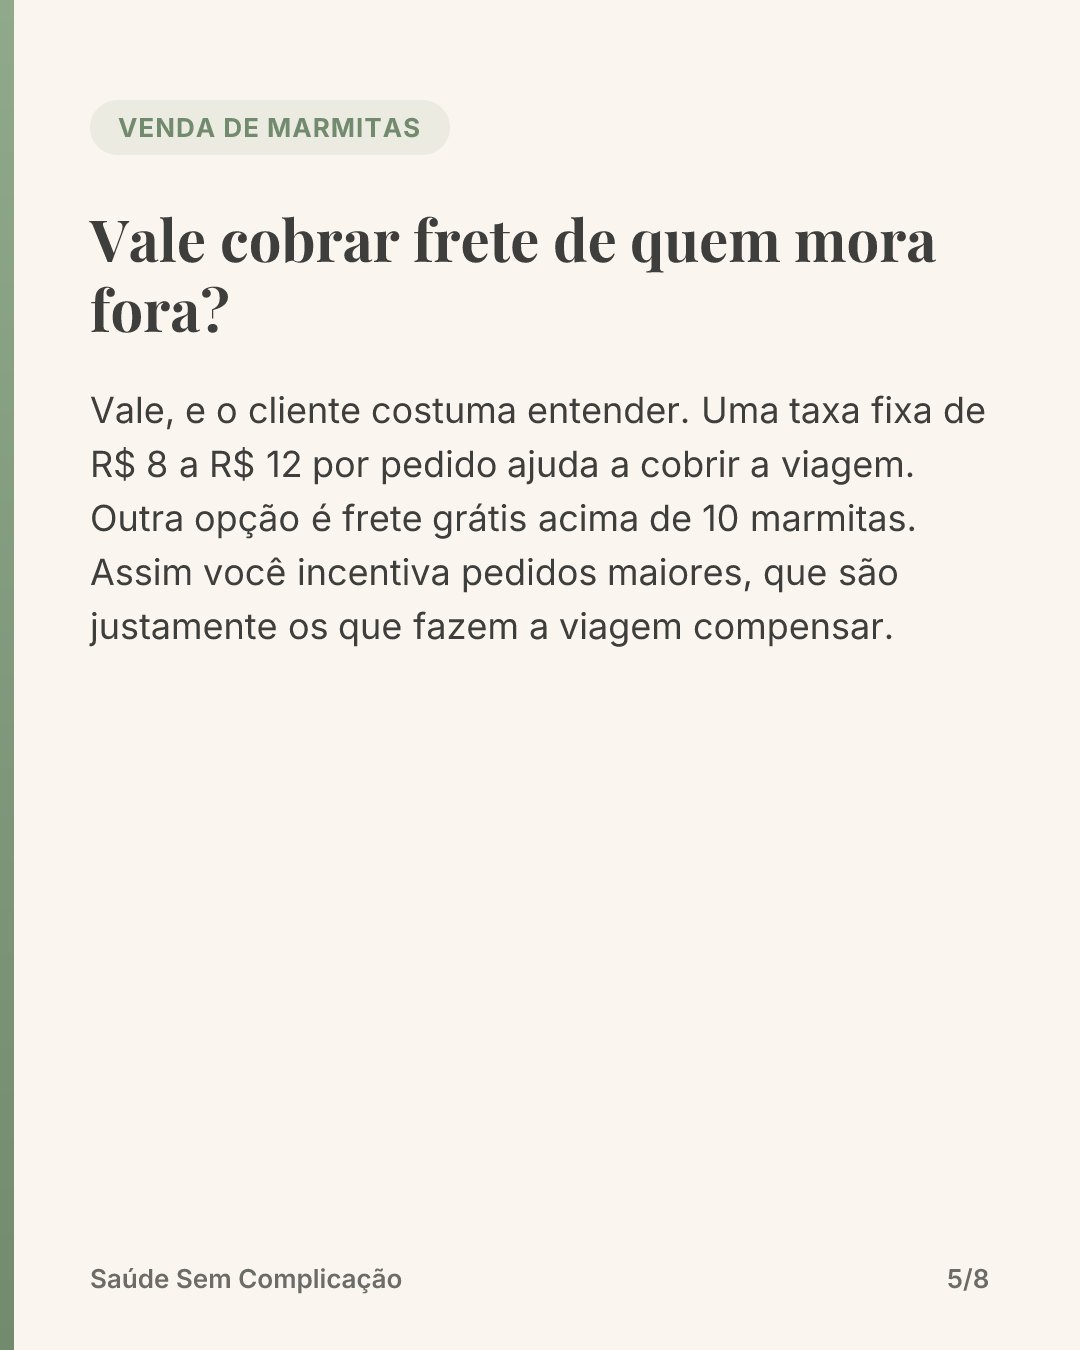 VENDA DE MARMITAS
Vale cobrar frete de quem mora
fora?
Vale, e o cliente costuma entender. Uma taxa fixa de
R$ 8 a R$ 12 por pedido ajuda a cobrir a viagem.
Outra opção é frete grátis acima de 10 marmitas.
Assim você incentiva pedidos maiores, que são
justamente os que fazem a viagem compensar.
Saúde Sem Complicação
5/8